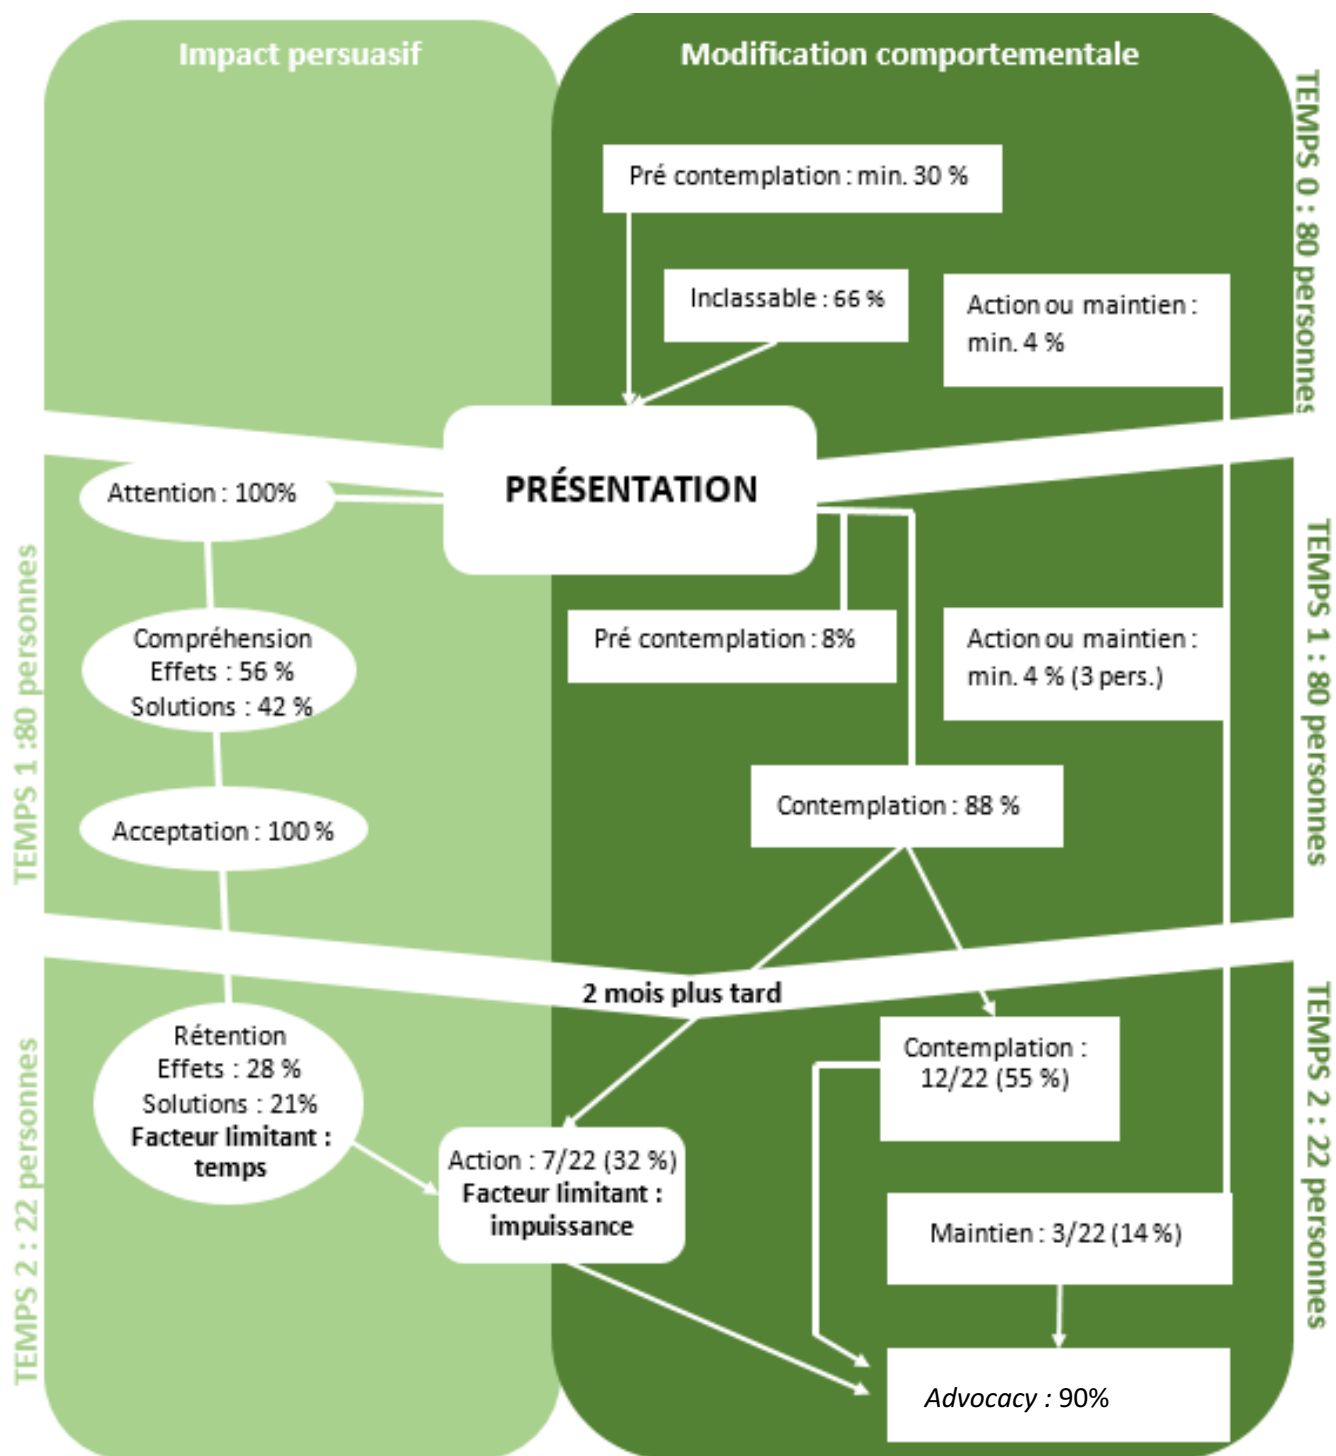 Impact persuasif
Modification comportementale
TEMPS 0 : 80 personnes
Pré contemplation : min. 30 %
Inclassable : 66 %
Action ou maintien :
min. 4 %
PRÉSENTATION
TEMPS 1 :80 personnes
Attention : 100%
Compréhension
Effets : 56 %
Solutions : 42 %
Acceptation : 100 %
TEMPS 1 : 80 personnes
Pré contemplation : 8%
Action ou maintien :
min. 4 % (3 pers.)
Contemplation : 88 %
2 mois plus tard
TEMPS 2 : 22 personnes
Rétention
Effets : 28 %
Solutions : 21%
Facteur limitant :
temps
Action : 7/22 (32 %)
Facteur limitant :
impuissance
TEMPS 2 : 22 personnes
Contemplation :
12/22 (55 %)
Maintien : 3/22 (14 %)
Advocacy : 90%